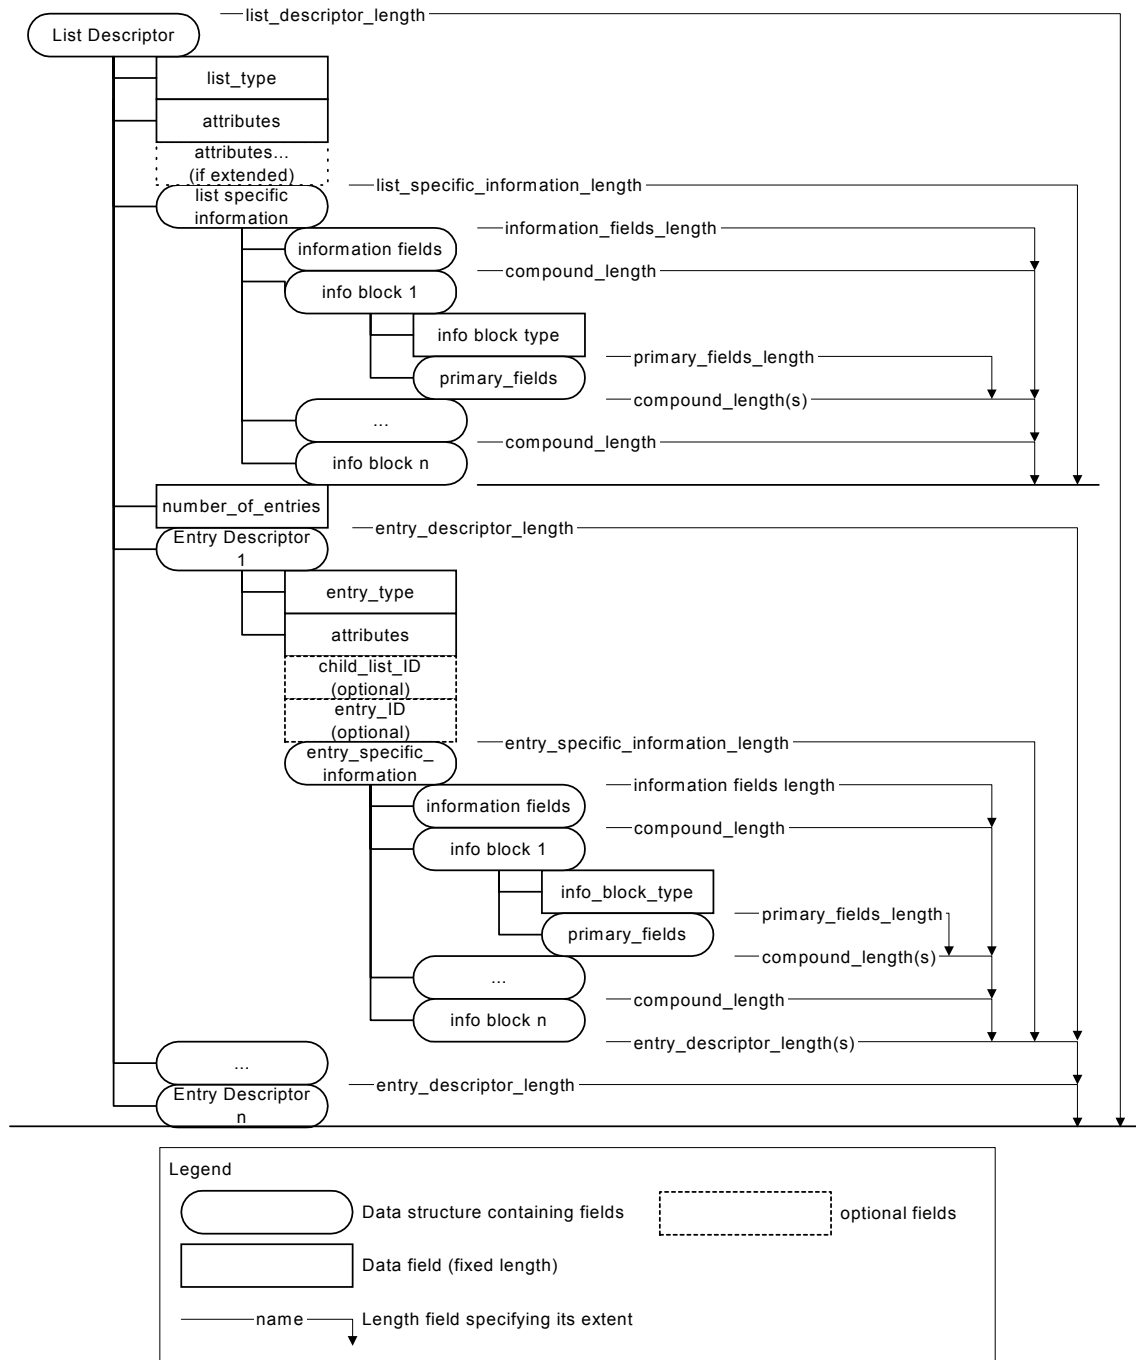 list_descriptor_length
List Descriptor
list_type
attributes
attributes...
(if extended)
list_specific_information_length
list specific
information
information_fields_length
information fields
compound_length
info block 1
info block type
primary_fields_length
primary_fields
compound_length(s)
...
compound_length
info block n
number_of_entries
entry_descriptor_length
Entry Descriptor
1
entry_type
attributes
child_list_ID
(optional)
entry_ID
(optional)
entry_specific_information_length
entry_specific_
information
information fields length
information fields
compound_length
info block 1
info_block_type
primary_fields_length
primary_fields
compound_length(s)
...
compound_length
info block n
entry_descriptor_length(s)
...
entry_descriptor_length
Entry Descriptor
n
Legend
Data structure containing fields
optional fields
Data field (fixed length)
name
Length field specifying its extent